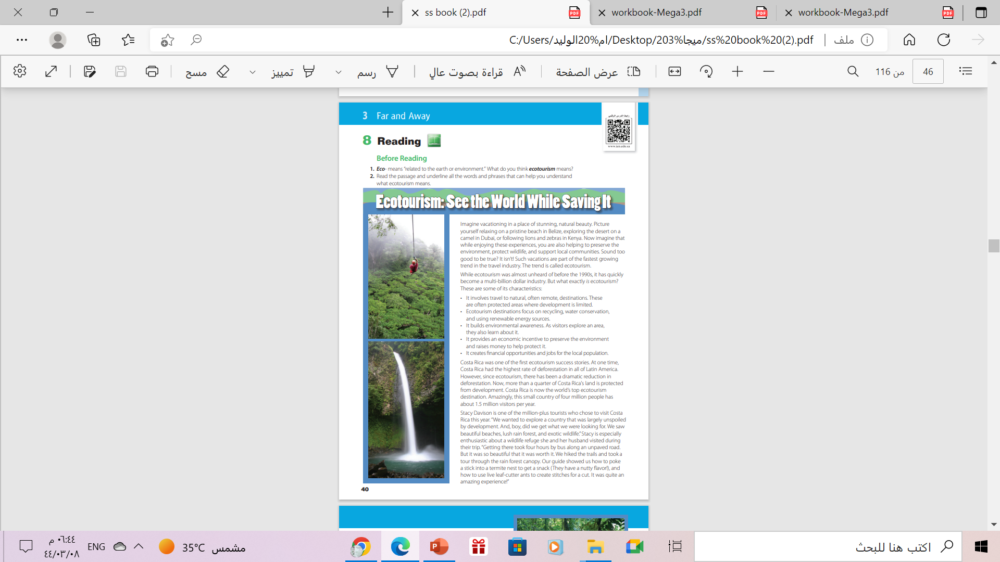 ss book (2).pdf
workbook-Mega3.pdf
workbook-Mega3.pdf
C:/Users/ام%20الوليد/Desktop/203%ميجا/ss%20book%20(2).pdf
ملف
مسح
تمييز
رسم
قراءة بصوت عالٍ
عرض الصفحة
116 من
46
3 Far and Away
رابط الدرس الرقمي
www.ien.edu.sa
8 Reading
Before Reading
1. Eco- means "related to the earth or environment." What do you think ecotourism means?
2. Read the passage and underline all the words and phrases that can help you understand
what ecotourism means.
Ecotourism: See the World While Saving It
Imagine vacationing in a place of stunning, natural beauty. Picture
yourself relaxing on a pristine beach in Belize, exploring the desert on a
camel in Dubai, or following lions and zebras in Kenya. Now imagine that
while enjoying these experiences, you are also helping to preserve the
environment, protect wildlife, and support local communities. Sound too
good to be true? It isn't! Such vacations are part of the fastest growing
trend in the travel industry. The trend is called ecotourism.
While ecotourism was almost unheard of before the 1990s, it has quickly
become a multi-billion dollar industry. But what exactly is ecotourism?
These are some of its characteristics:
• It involves travel to natural, often remote, destinations. These
are often protected areas where development is limited.
• Ecotourism destinations focus on recycling, water conservation,
and using renewable energy sources.
• It builds environmental awareness. As visitors explore an area,
they also learn about it.
• It provides an economic incentive to preserve the environment
and raises money to help protect it.
• It creates financial opportunities and jobs for the local population.
Costa Rica was one of the first ecotourism success stories. At one time,
Costa Rica had the highest rate of deforestation in all of Latin America.
However, since ecotourism, there has been a dramatic reduction in
deforestation. Now, more than a quarter of Costa Rica's land is protected
from development. Costa Rica is now the world's top ecotourism
destination. Amazingly, this small country of four million people has
about 1.5 million visitors per year.
Stacy Davison is one of the million-plus tourists who chose to visit Costa
Rica this year. "We wanted to explore a country that was largely unspoiled
by development. And, boy, did we get what we were looking for. We saw
beautiful beaches, lush rain forest, and exotic wildlife." Stacy is especially
enthusiastic about a wildlife refuge she and her husband visited during
their trip. "Getting there took four hours by bus along an unpaved road.
But it was so beautiful that it was worth it. We hiked the trails and took a
tour through the rain forest canopy. Our guide showed us how to poke
a stick into a termite nest to get a snack (They have a nutty flavor!), and
how to use live leaf-cutter ants to create stitches for a cut. It was quite an
amazing experience!"
40
٠٦:٤٤ م
٤٤/٠٣/٠٨
ENG
35°C مشمس
اكتب هنا للبحث